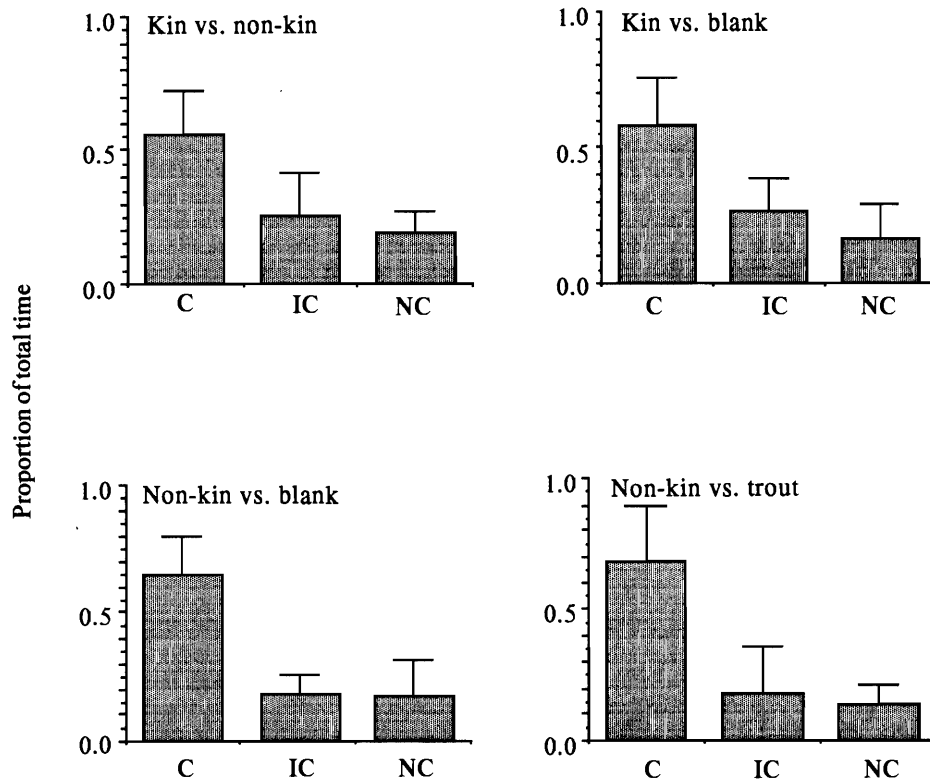 Proportion of total time
Kin vs. non-kin
1.0
0.5
0.0
C IC NC
Kin vs. blank
1.0
0.5
0.0
C IC NC
Non-kin vs. blank
1.0
0.5
0.0
C IC NC
Non-kin vs. trout
1.0
0.5
0.0
C IC NC